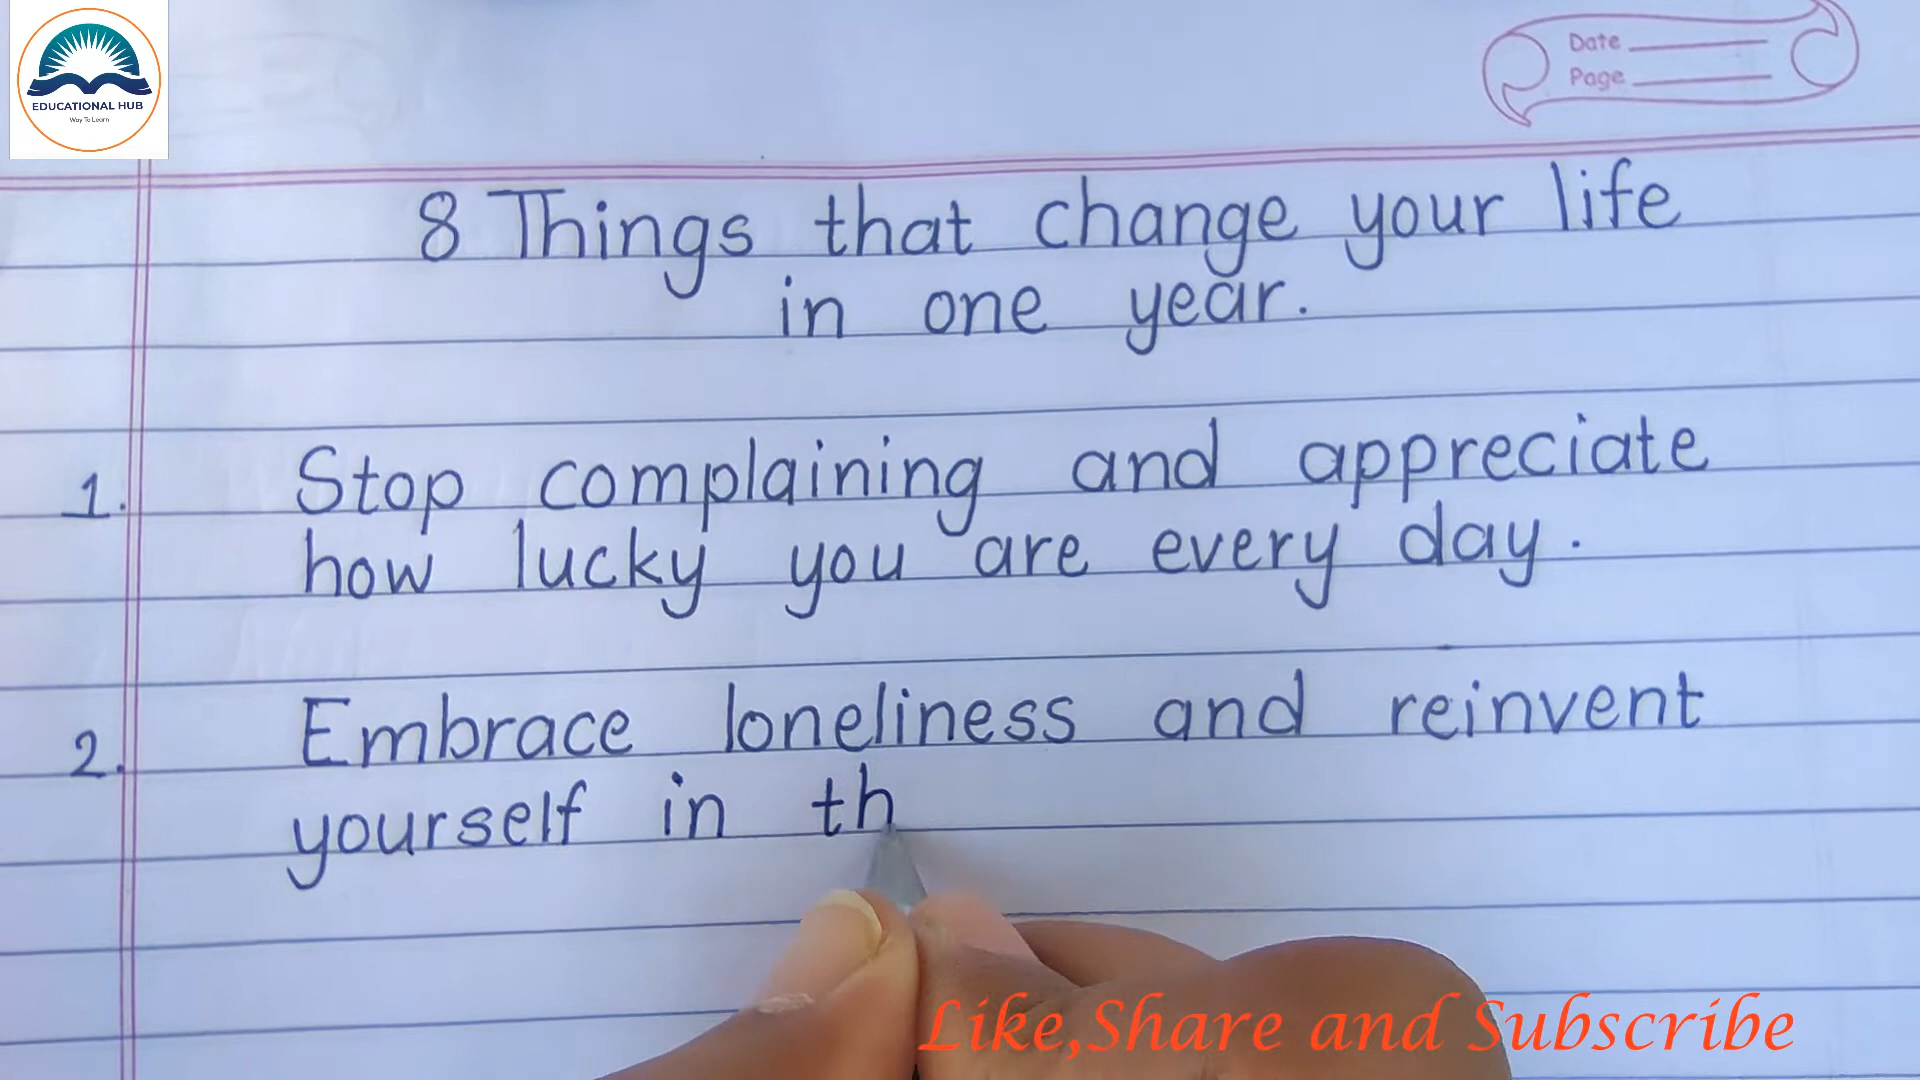 EDUCATIONAL HUB
Way To Learn
Date
Page
8 Things that change your life
in one year.
1. Stop complaining and appreciate
how lucky you are every day.
2. Embrace loneliness and reinvent
yourself in th
Like,Share and Subscribe